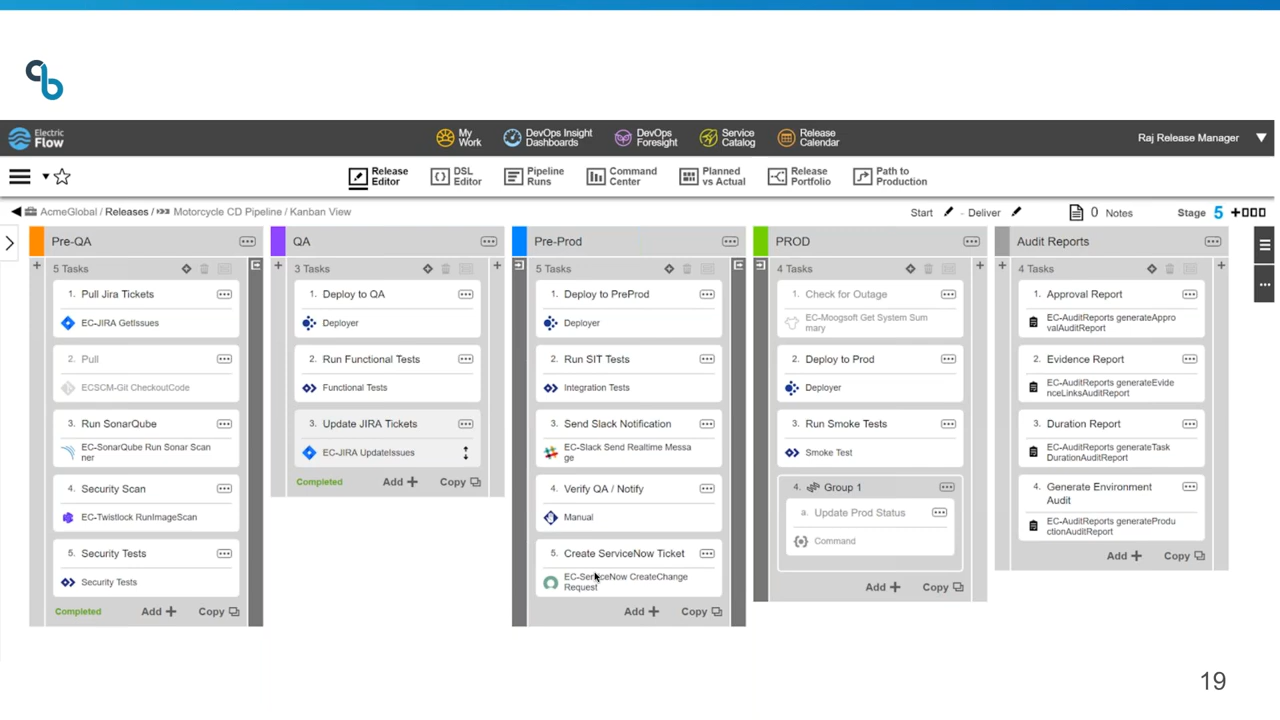 Electric
Flow
My
Work
DevOps Insight
Dashboards
DevOps
Foresight
Service
Catalog
Release
Calendar
Raj Release Manager
Release
Editor
DSL
Editor
Pipeline
Runs
Command
Center
Planned
vs Actual
Release
Portfolio
Path to
Production
AcmeGlobal / Releases / Motorcycle CD Pipeline / Kanban View
Start - Deliver
0 Notes
Stage 5
Pre-QA
5 Tasks
1. Pull Jira Tickets
EC-JIRA GetIssues
2. Pull
ECSCM-Git CheckoutCode
3. Run SonarQube
EC-SonarQube Run Sonar Scan
ner
4. Security Scan
EC-Twistlock RunImageScan
5. Security Tests
Security Tests
Completed Add Copy
QA
3 Tasks
1. Deploy to QA
Deployer
2. Run Functional Tests
Functional Tests
3. Update JIRA Tickets
EC-JIRA UpdateIssues
Completed Add Copy
Pre-Prod
5 Tasks
1. Deploy to PreProd
Deployer
2. Run SIT Tests
Integration Tests
3. Send Slack Notification
EC-Slack Send Realtime Messa
ge
4. Verify QA / Notify
Manual
5. Create ServiceNow Ticket
EC-ServiceNow CreateChange
Request
Add Copy
PROD
4 Tasks
1. Check for Outage
EC-Moogsoft Get System Sum
mary
2. Deploy to Prod
Deployer
3. Run Smoke Tests
Smoke Test
4. Group 1
a. Update Prod Status
Command
Add Copy
Audit Reports
4 Tasks
1. Approval Report
EC-AuditReports generateAppro
valAuditReport
2. Evidence Report
EC-AuditReports generateEvide
nceLinksAuditReport
3. Duration Report
EC-AuditReports generateTask
DurationAuditReport
4. Generate Environment
Audit
EC-AuditReports generateProdu
ctionAuditReport
Add Copy
19